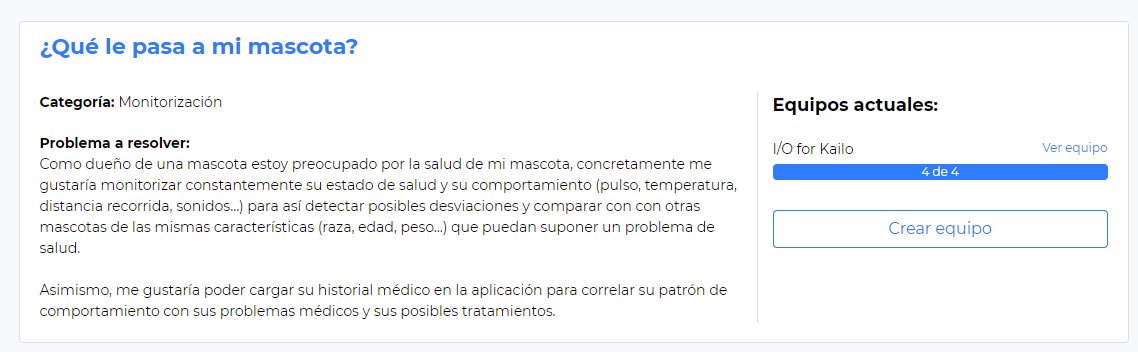 ¿Qué le pasa a mi mascota?
Categoría: Monitorización
Problema a resolver:
Como dueño de una mascota estoy preocupado por la salud de mi mascota, concretamente me
gustaría monitorizar constantemente su estado de salud y su comportamiento (pulso, temperatura,
distancia recorrida, sonidos...) para así detectar posibles desviaciones y comparar con con otras
mascotas de las mismas características (raza, edad, peso...) que puedan suponer un problema de
salud.
Asimismo, me gustaría poder cargar su historial médico en la aplicación para correlar su patrón de
comportamiento con sus problemas médicos y sus posibles tratamientos.
Equipos actuales:
I/O for Kailo
Ver equipo
4 de 4
Crear equipo